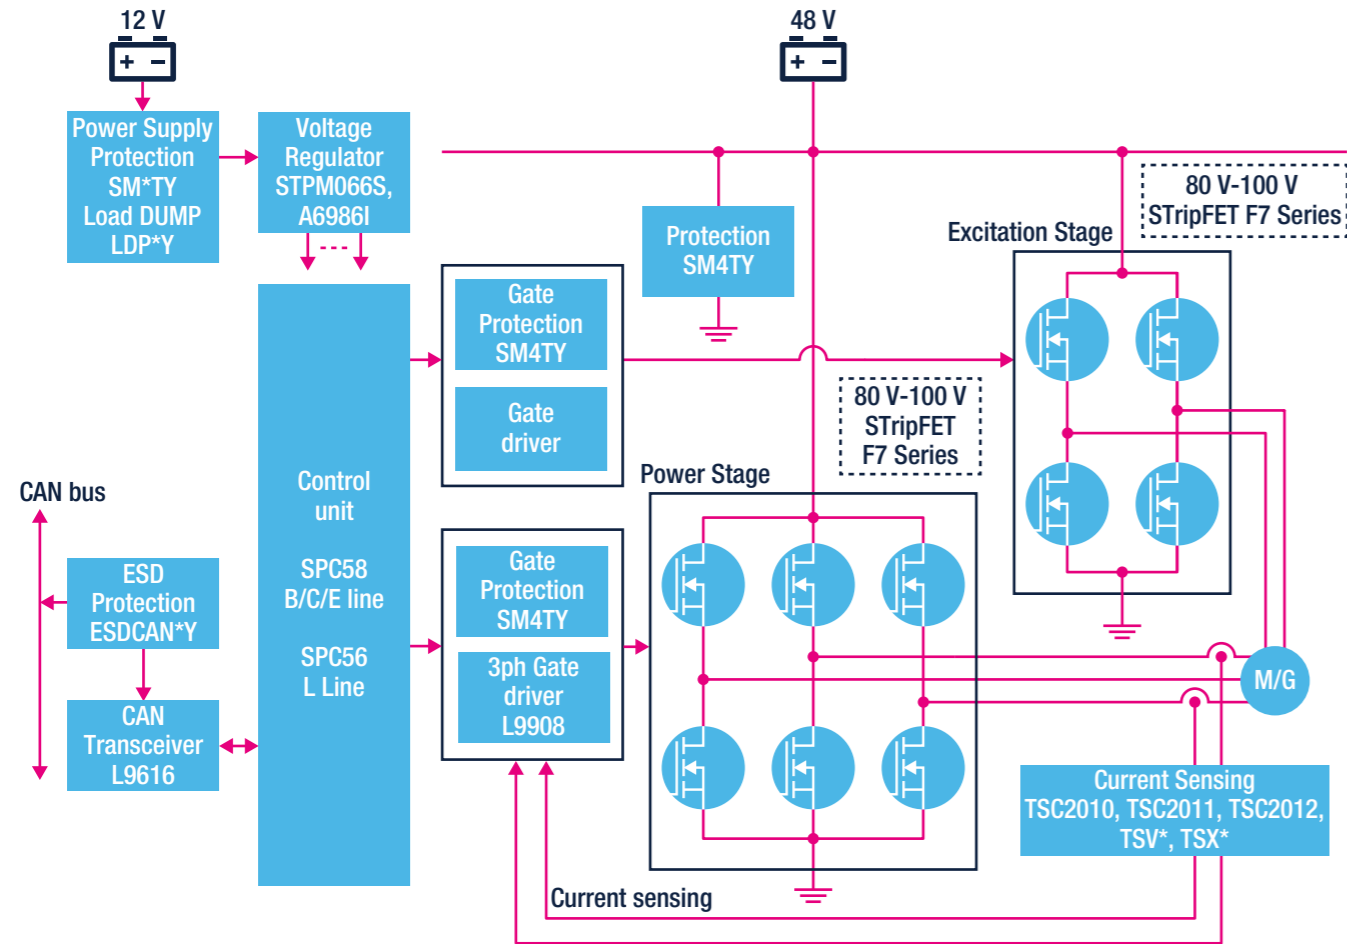 12 V
48 V
+ −
+ −
Power Supply
Protection
SM*TY
Load DUMP
LDP*Y
Voltage
Regulator
STPM066S,
A6986I
Protection
SM4TY
80 V-100 V
STripFET F7 Series
Excitation Stage
Gate
Protection
SM4TY
Gate
driver
80 V-100 V
STripFET
F7 Series
Power Stage
Control
unit
SPC58
B/C/E line
SPC56
L Line
CAN bus
ESD
Protection
ESDCAN*Y
CAN
Transceiver
L9616
Gate
Protection
SM4TY
3ph Gate
driver
L9908
M/G
Current Sensing
TSC2010, TSC2011, TSC2012,
TSV*, TSX*
Current sensing